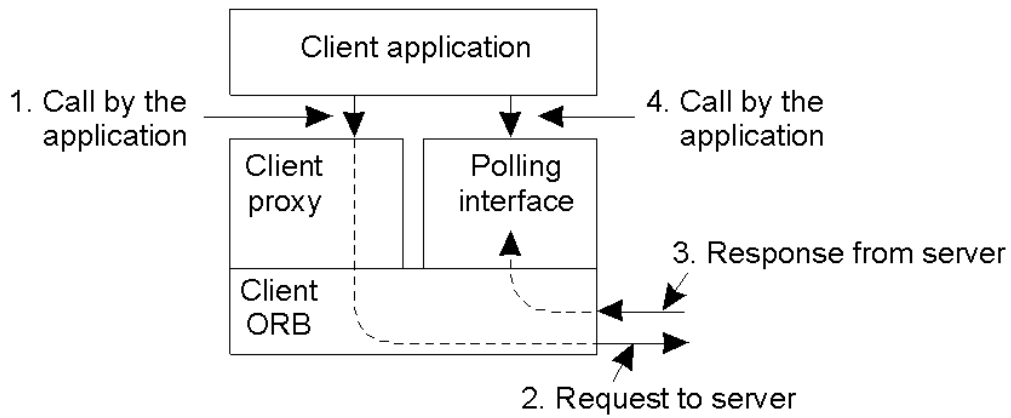 Client application
1. Call by the
application
4. Call by the
application
Client
proxy
Polling
interface
3. Response from server
Client
ORB
2. Request to server